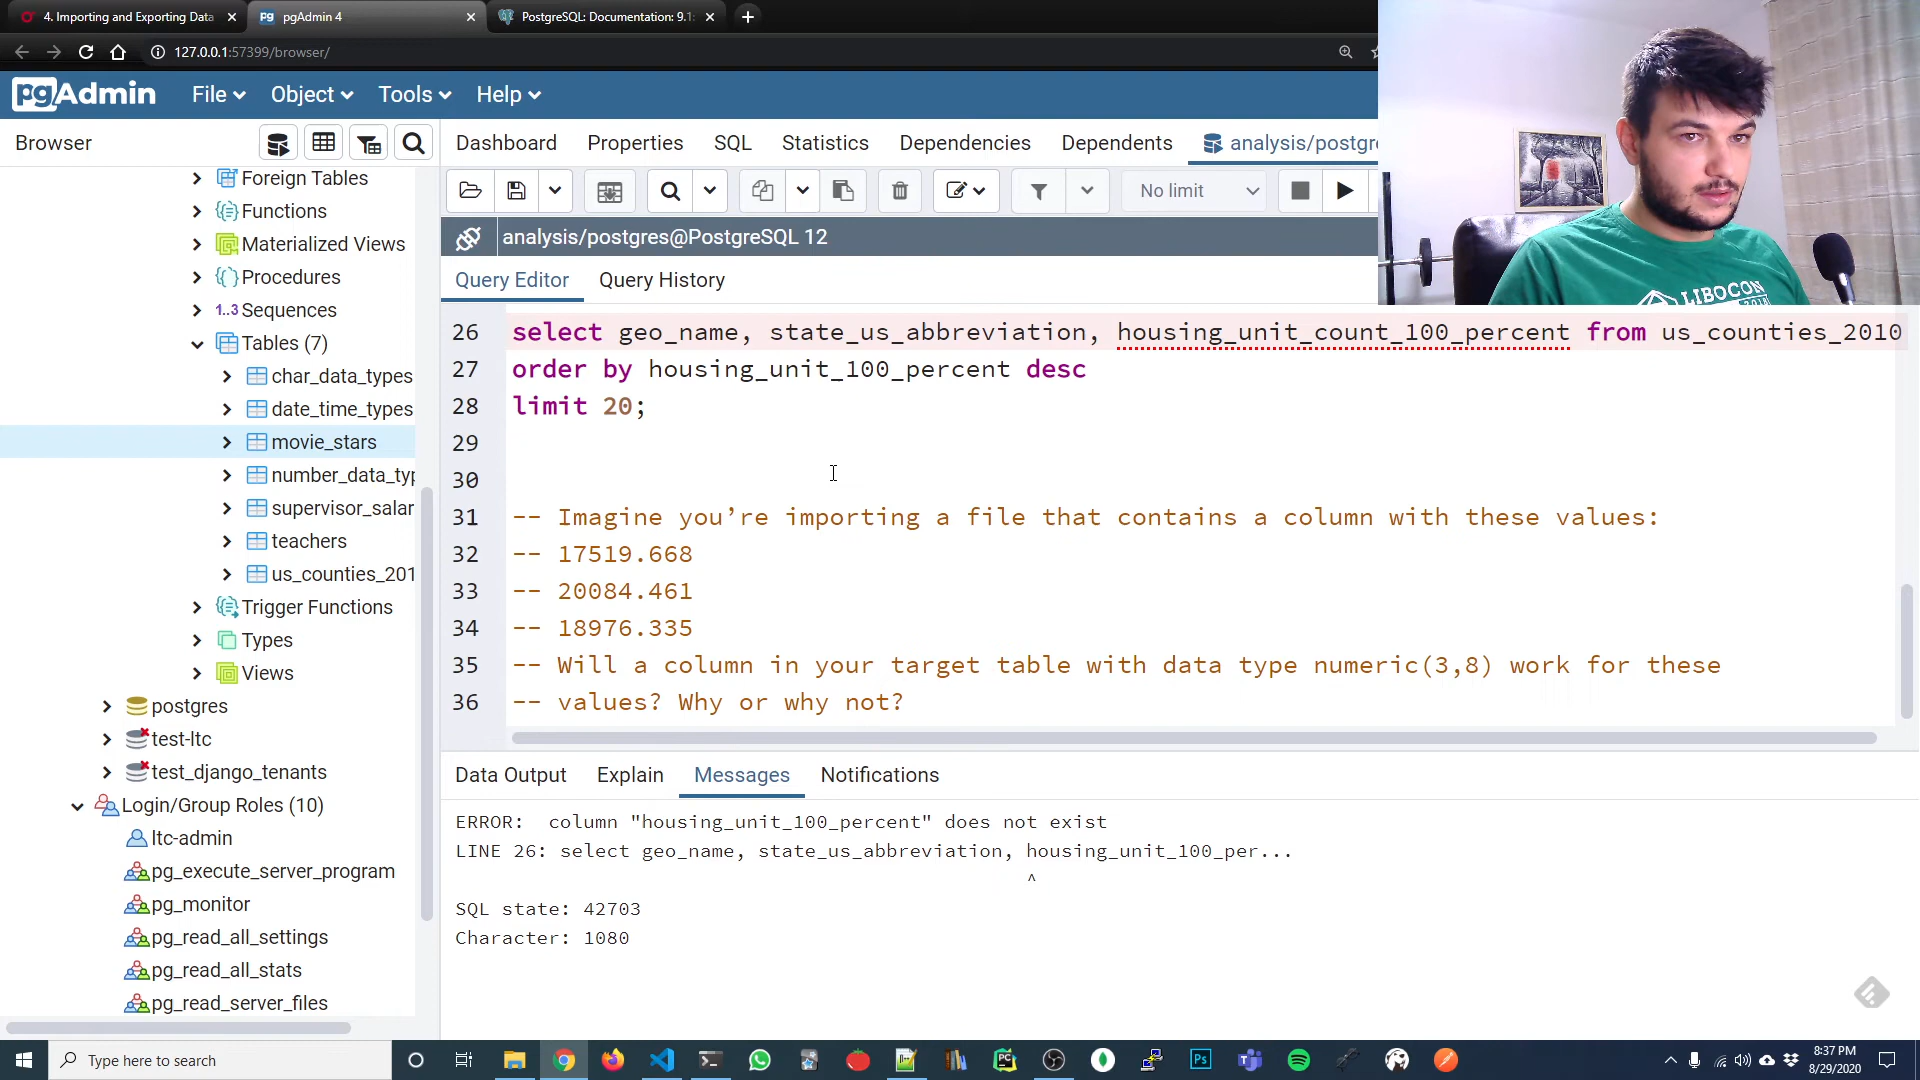 4. Importing and Exporting Data
pgAdmin 4
PostgreSQL: Documentation: 9.1:
127.0.0.1:57399/browser/
pgAdmin
File
Object
Tools
Help
Browser
Dashboard
Properties
SQL
Statistics
Dependencies
Dependents
analysis/postgre
No limit
analysis/postgres@PostgreSQL 12
Query Editor
Query History
Foreign Tables
Functions
Materialized Views
Procedures
1..3 Sequences
Tables (7)
char_data_types
date_time_types
movie_stars
number_data_typ
supervisor_salar
teachers
us_counties_201
Trigger Functions
Types
Views
postgres
test-ltc
test_django_tenants
Login/Group Roles (10)
ltc-admin
pg_execute_server_program
pg_monitor
pg_read_all_settings
pg_read_all_stats
pg_read_server_files
26 select geo_name, state_us_abbreviation, housing_unit_count_100_percent from us_counties_2010
27 order by housing_unit_100_percent desc
28 limit 20;
29
30
31 -- Imagine you’re importing a file that contains a column with these values:
32 -- 17519.668
33 -- 20084.461
34 -- 18976.335
35 -- Will a column in your target table with data type numeric(3,8) work for these
36 -- values? Why or why not?
Data Output
Explain
Messages
Notifications
ERROR: column "housing_unit_100_percent" does not exist
LINE 26: select geo_name, state_us_abbreviation, housing_unit_100_per...
^
SQL state: 42703
Character: 1080
LIBOCON
Type here to search
8:37 PM
8/29/2020